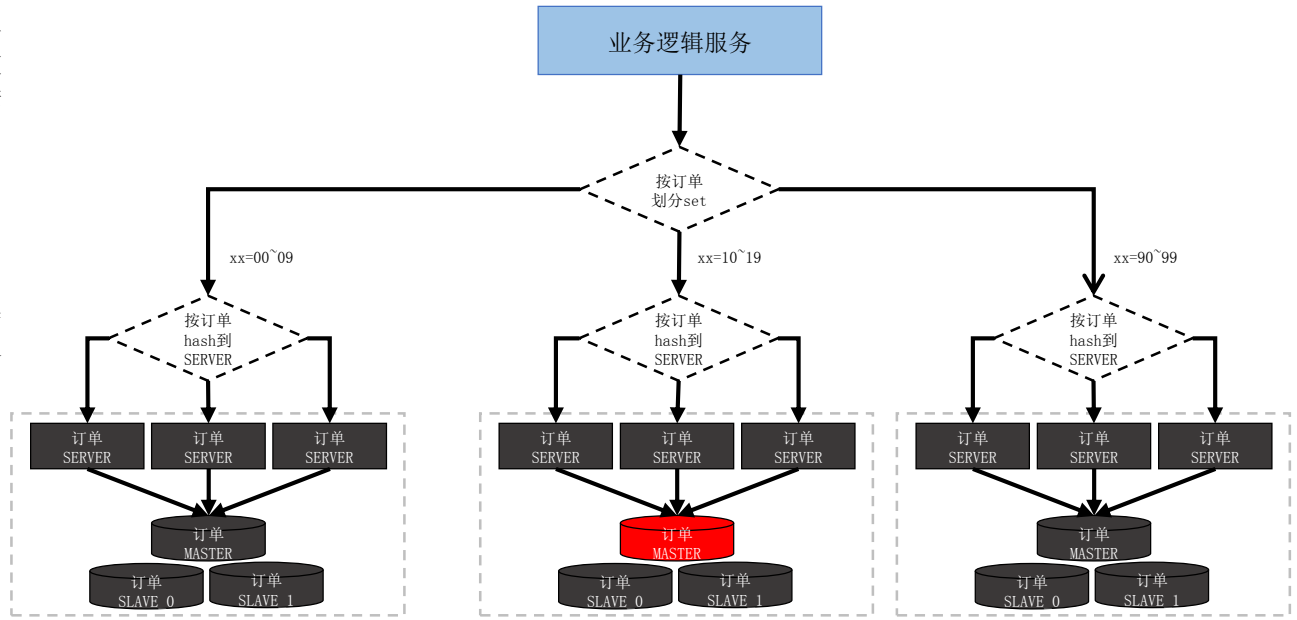 业务逻辑服务
按订单
划分set
xx=00~09
xx=10~19
xx=90~99
按订单
hash到
SERVER
按订单
hash到
SERVER
按订单
hash到
SERVER
订单
SERVER
订单
SERVER
订单
SERVER
订单
SERVER
订单
SERVER
订单
SERVER
订单
SERVER
订单
SERVER
订单
SERVER
订单
MASTER
订单
MASTER
订单
MASTER
订单
SLAVE 0
订单
SLAVE 1
订单
SLAVE 0
订单
SLAVE 1
订单
SLAVE 0
订单
SLAVE 1